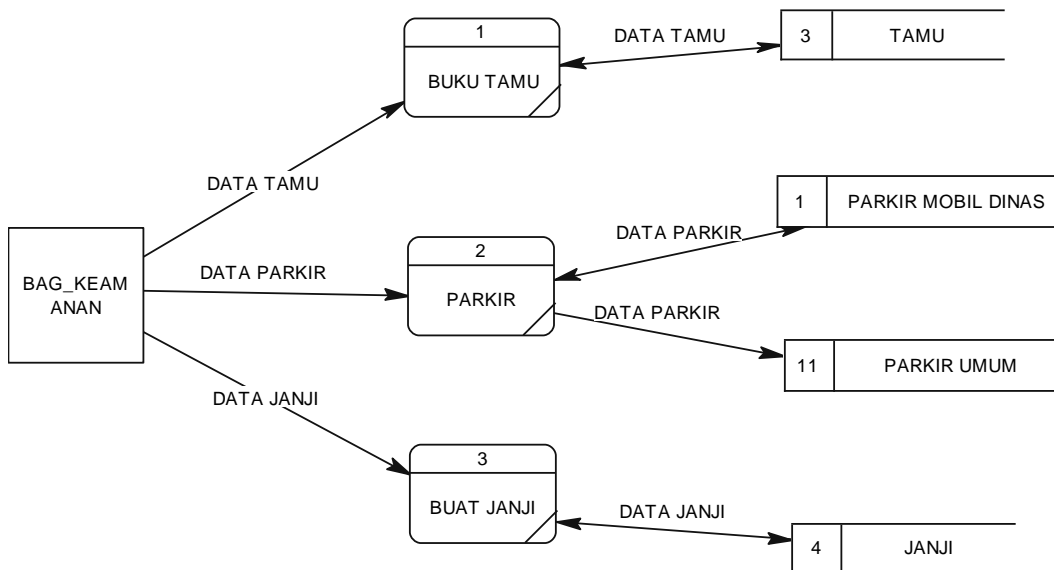 1
BUKU TAMU
DATA TAMU
3
TAMU
DATA TAMU
BAG_KEAM
ANAN
DATA PARKIR
2
PARKIR
DATA PARKIR
1
PARKIR MOBIL DINAS
DATA PARKIR
11
PARKIR UMUM
DATA JANJI
3
BUAT JANJI
DATA JANJI
4
JANJI